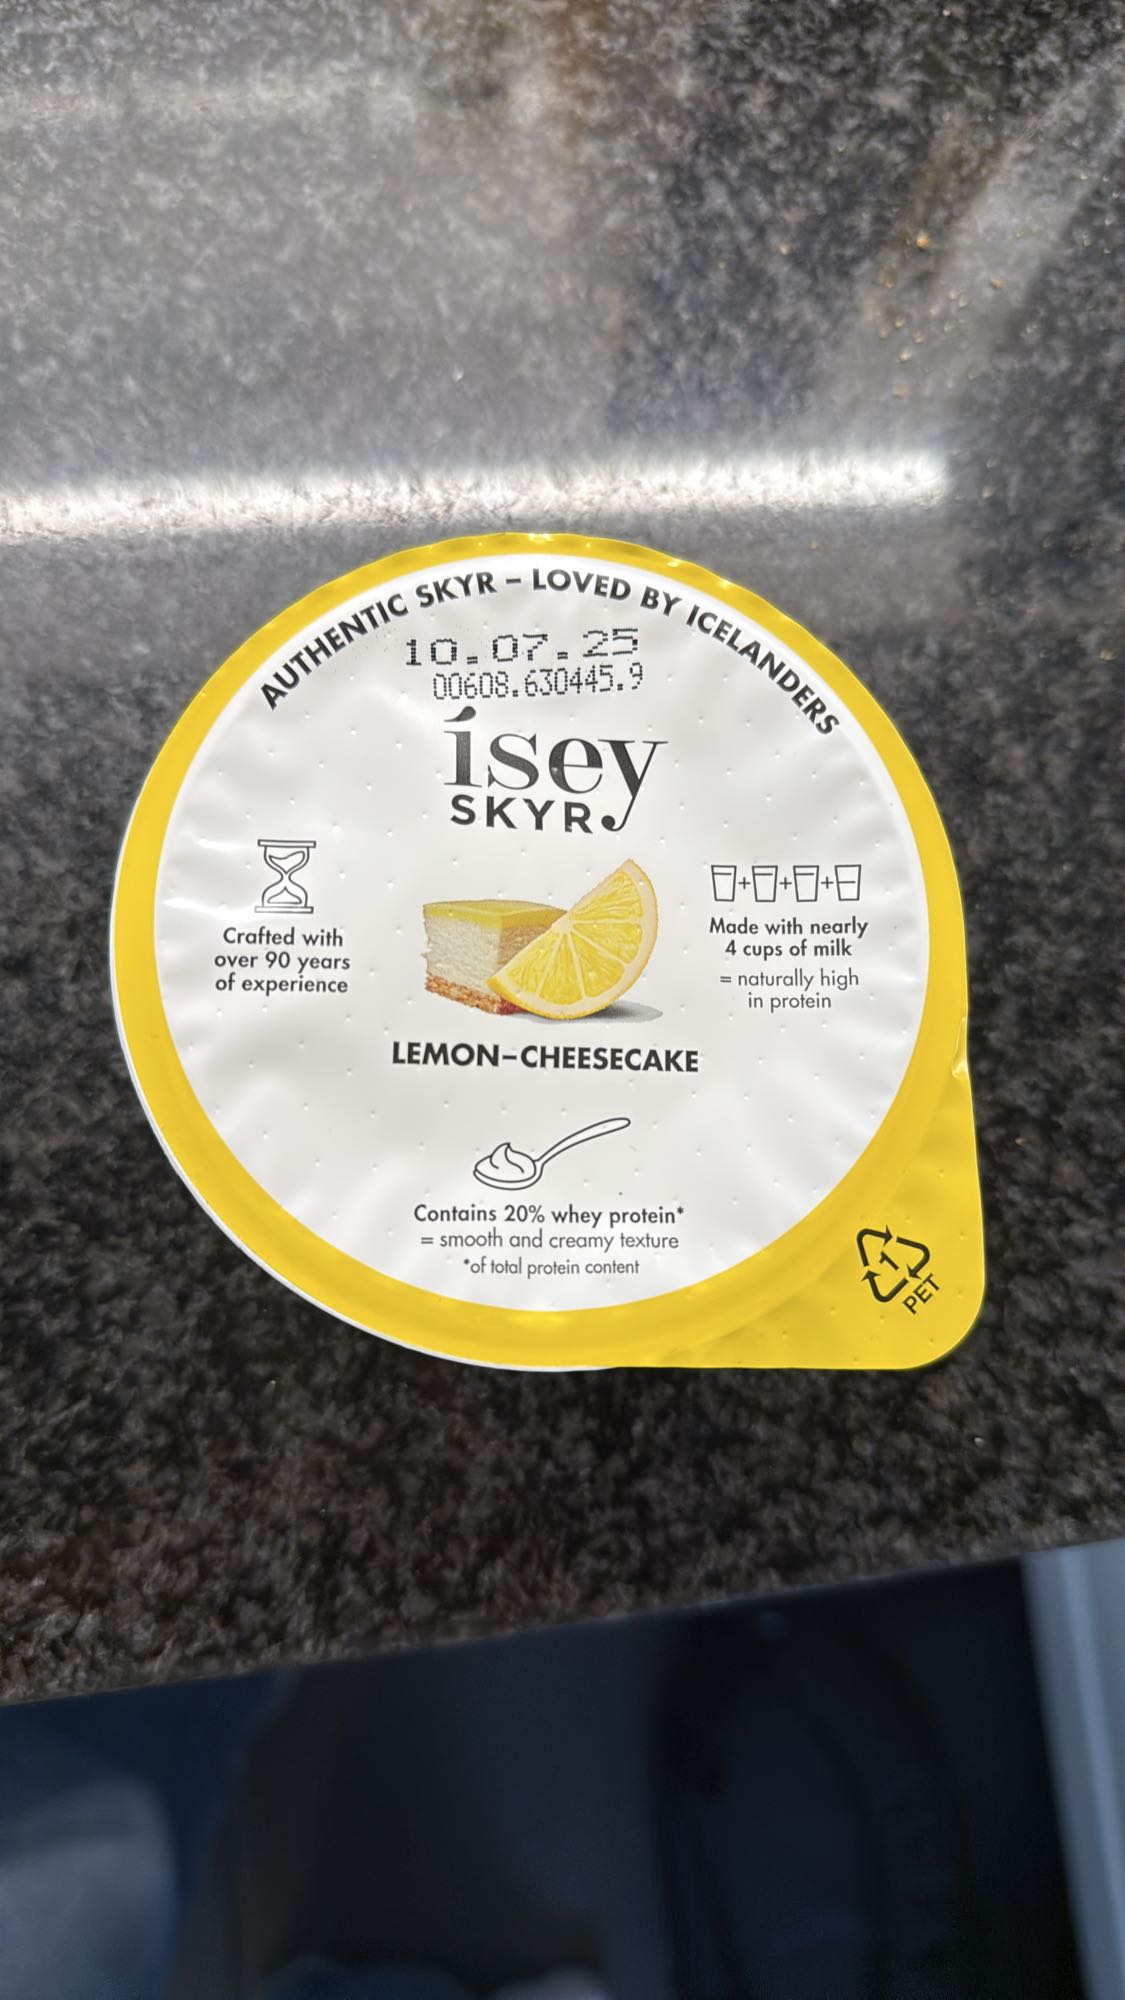 AUTHENTIC SKYR – LOVED BY ICELANDERS
10.07.25
00608.630445.9
ísey
SKYR
Crafted with
over 90 years
of experience
+ + +
Made with nearly
4 cups of milk
= naturally high
in protein
LEMON–CHEESECAKE
Contains 20% whey protein*
= smooth and creamy texture
*of total protein content
1
PET